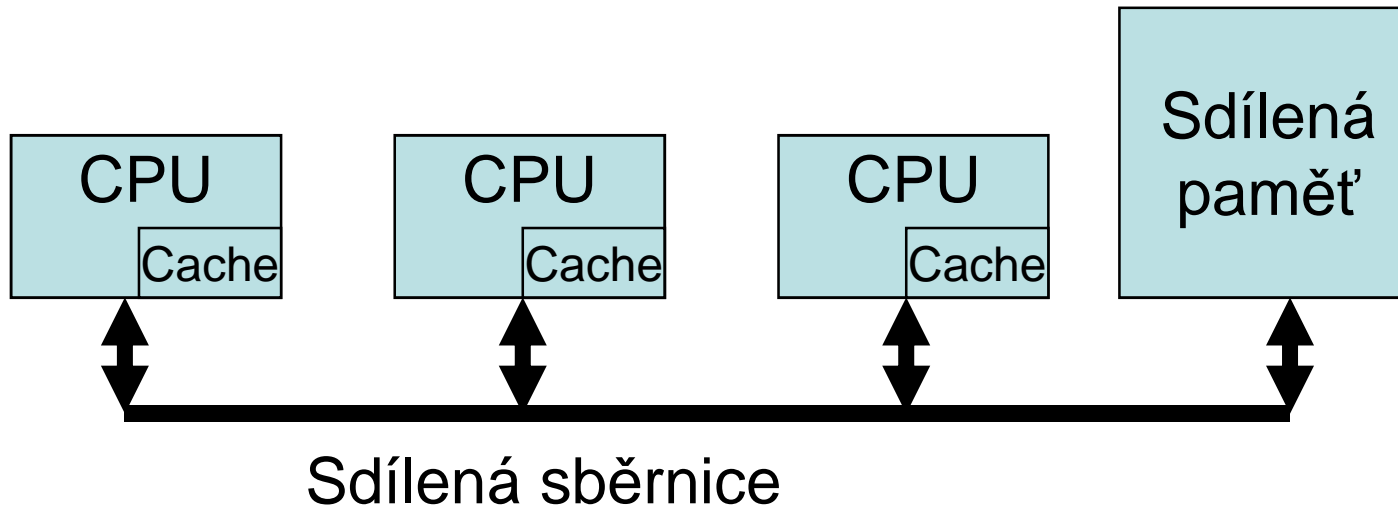 CPU
Cache
CPU
Cache
CPU
Cache
Sdílená
paměť
Sdílená sběrnice